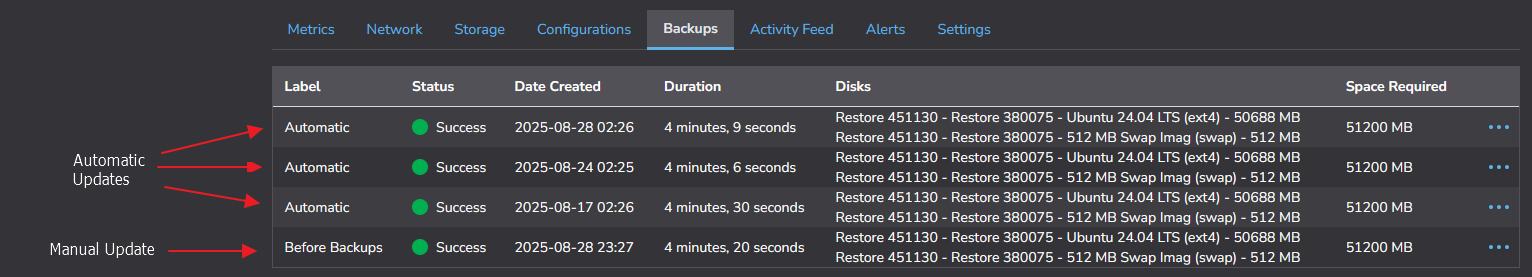 Metrics Network Storage Configurations Backups Activity Feed Alerts Settings
Label Status Date Created Duration Disks Space Required
Automatic Success 2025-08-28 02:26 4 minutes, 9 seconds Restore 451130 - Restore 380075 - Ubuntu 24.04 LTS (ext4) - 50688 MB 51200 MB
Restore 451130 - Restore 380075 - 512 MB Swap Imag (swap) - 512 MB
Automatic Success 2025-08-24 02:25 4 minutes, 6 seconds Restore 451130 - Restore 380075 - Ubuntu 24.04 LTS (ext4) - 50688 MB 51200 MB
Restore 451130 - Restore 380075 - 512 MB Swap Imag (swap) - 512 MB
Automatic Success 2025-08-17 02:26 4 minutes, 30 seconds Restore 451130 - Restore 380075 - Ubuntu 24.04 LTS (ext4) - 50688 MB 51200 MB
Restore 451130 - Restore 380075 - 512 MB Swap Imag (swap) - 512 MB
Before Backups Success 2025-08-28 23:27 4 minutes, 20 seconds Restore 451130 - Restore 380075 - Ubuntu 24.04 LTS (ext4) - 50688 MB 51200 MB
Restore 451130 - Restore 380075 - 512 MB Swap Imag (swap) - 512 MB
Automatic
Updates
Manual Update